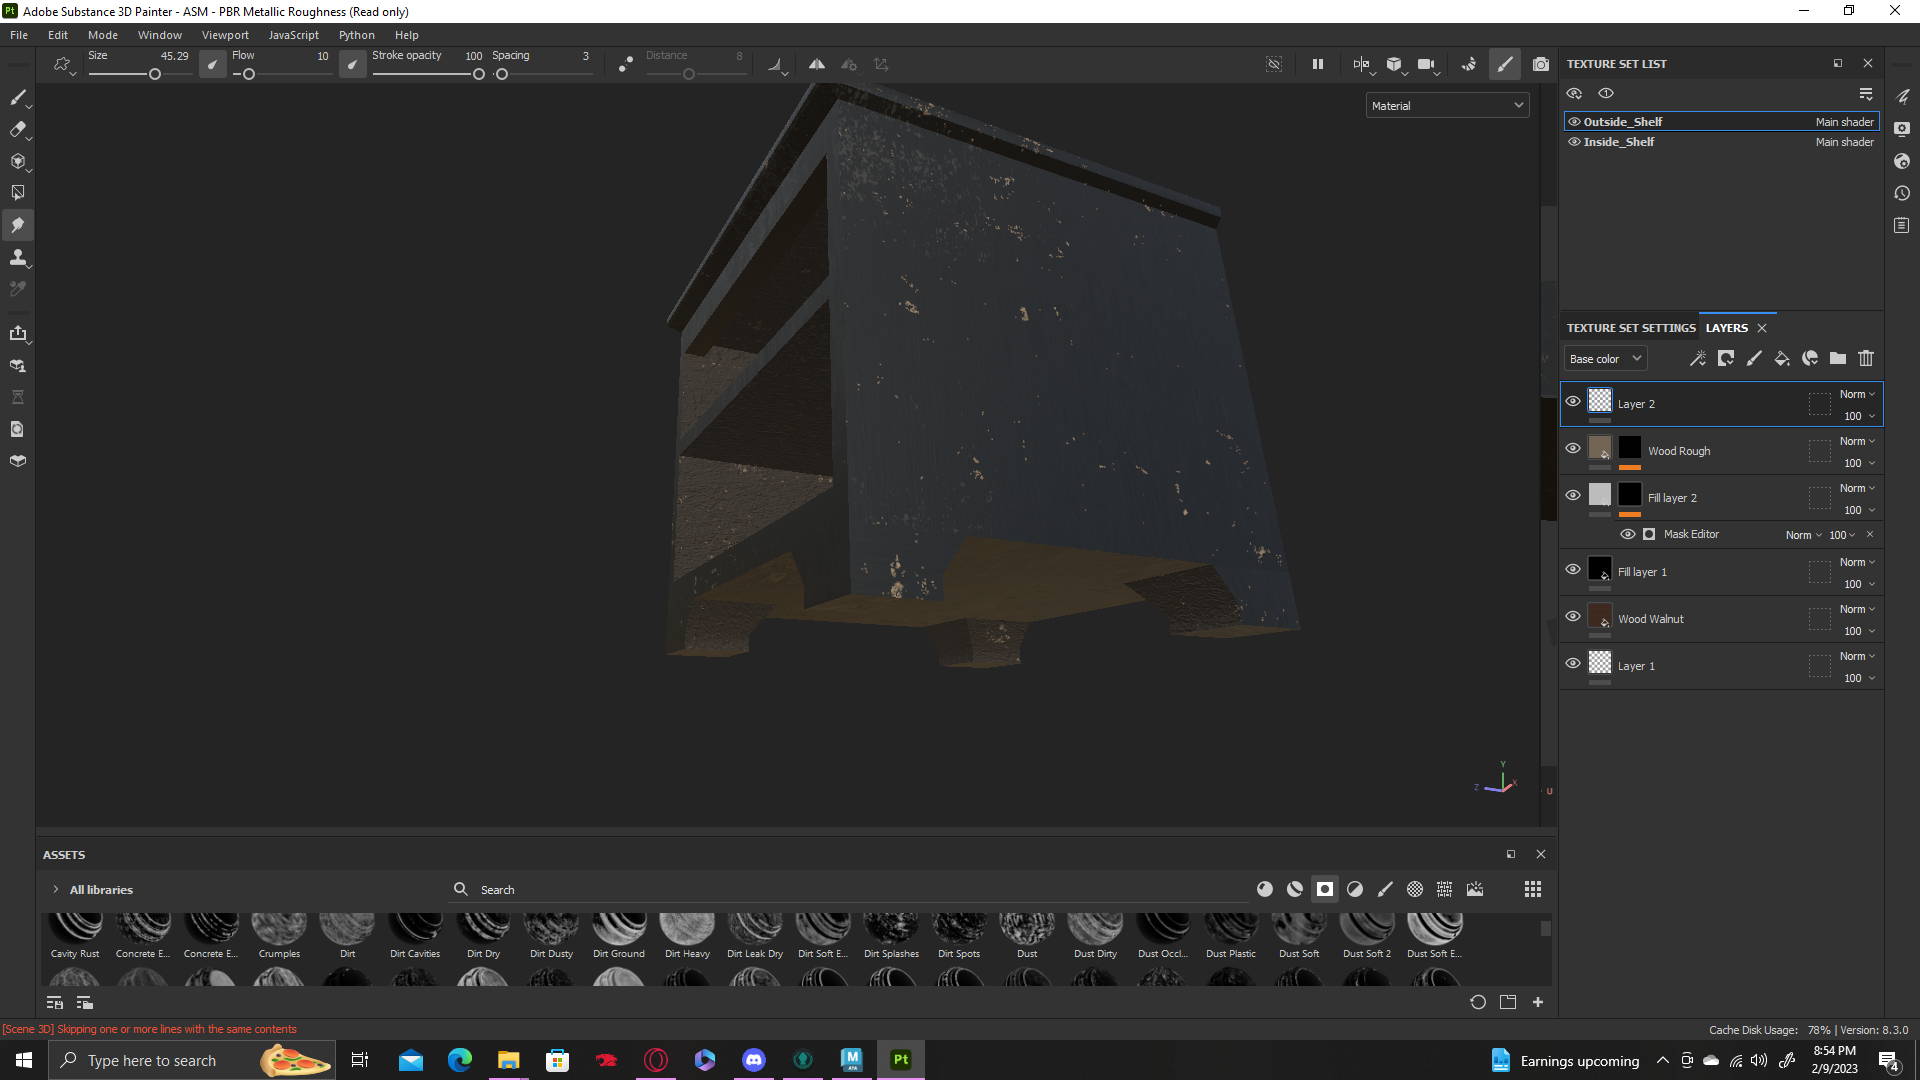 Pt Adobe Substance 3D Painter - ASM - PBR Metallic Roughness (Read only)
File Edit Mode Window Viewport JavaScript Python Help
Size 45.29 Flow 10 Stroke opacity 100 Spacing 3 Distance 8
Material
TEXTURE SET LIST
Outside_Shelf Main shader
Inside_Shelf Main shader
TEXTURE SET SETTINGS LAYERS
Base color
Layer 2 Norm 100
Wood Rough Norm 100
Fill layer 2 Norm 100
Mask Editor Norm 100
Fill layer 1 Norm 100
Wood Walnut Norm 100
Layer 1 Norm 100
Y
Z X
U
ASSETS
All libraries Search
Cavity Rust Concrete E... Concrete E... Crumples Dirt Dirt Cavities Dirt Dry Dirt Dusty Dirt Ground Dirt Heavy Dirt Leak Dry Dirt Soft E... Dirt Splashes Dirt Spots Dust Dust Dirty Dust Occl... Dust Plastic Dust Soft Dust Soft 2 Dust Soft E...
[Scene 3D] Skipping one or more lines with the same contents
Cache Disk Usage: 78% | Version: 8.3.0
Type here to search
M
Pt
Earnings upcoming
8:54 PM
2/9/2023
4